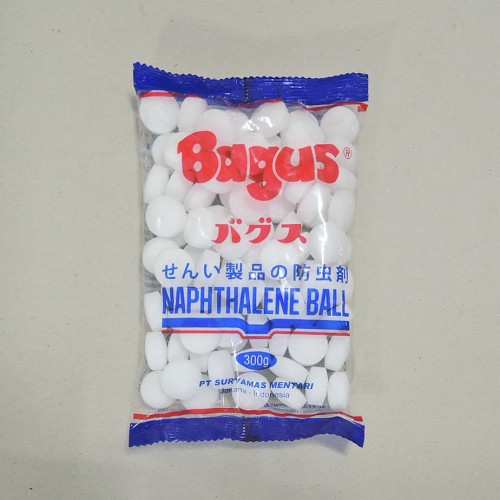 Bagus®
バグス
せんい製品の防虫剤
NAPHTHALENE BALL
300g
PT SURYAMAS MENTARI
Jakarta - Indonesia